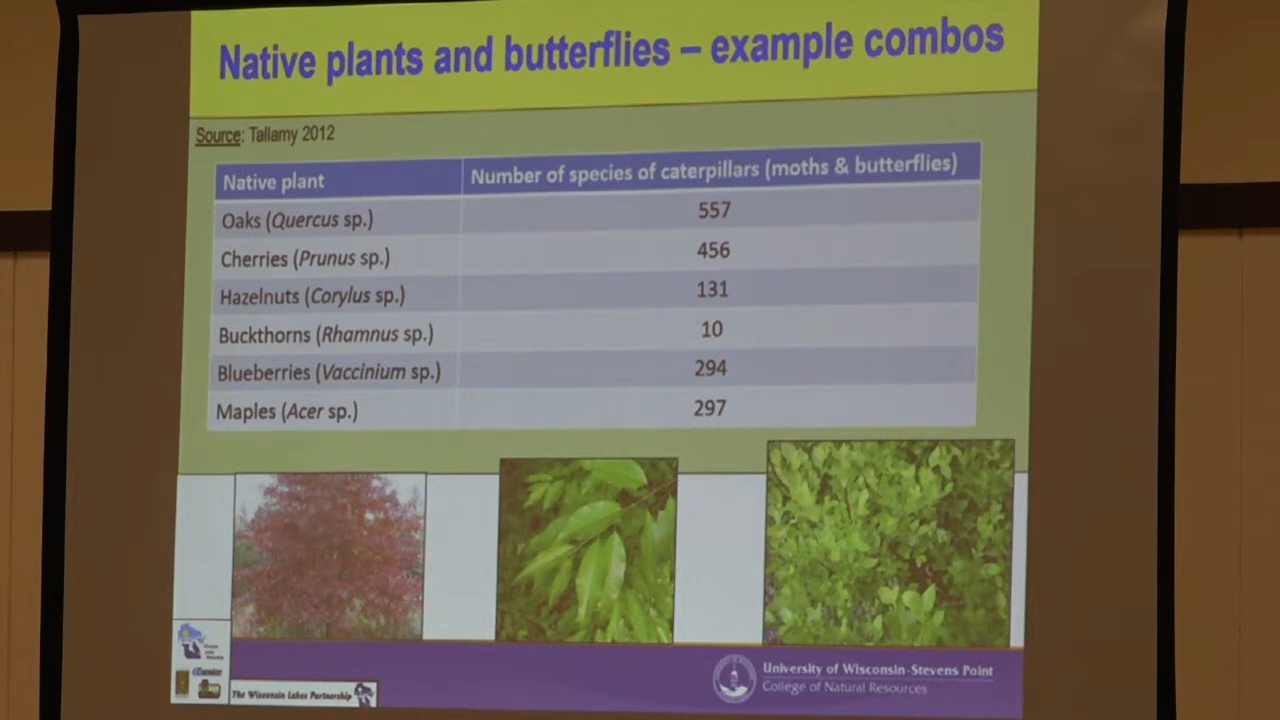 Native plants and butterflies – example combos
Source: Tallamy 2012
Native plant Number of species of caterpillars (moths & butterflies)
Oaks (Quercus sp.) 557
Cherries (Prunus sp.) 456
Hazelnuts (Corylus sp.) 131
Buckthorns (Rhamnus sp.) 10
Blueberries (Vaccinium sp.) 294
Maples (Acer sp.) 297
The Wisconsin Lakes Partnership
University of Wisconsin-Stevens Point
College of Natural Resources